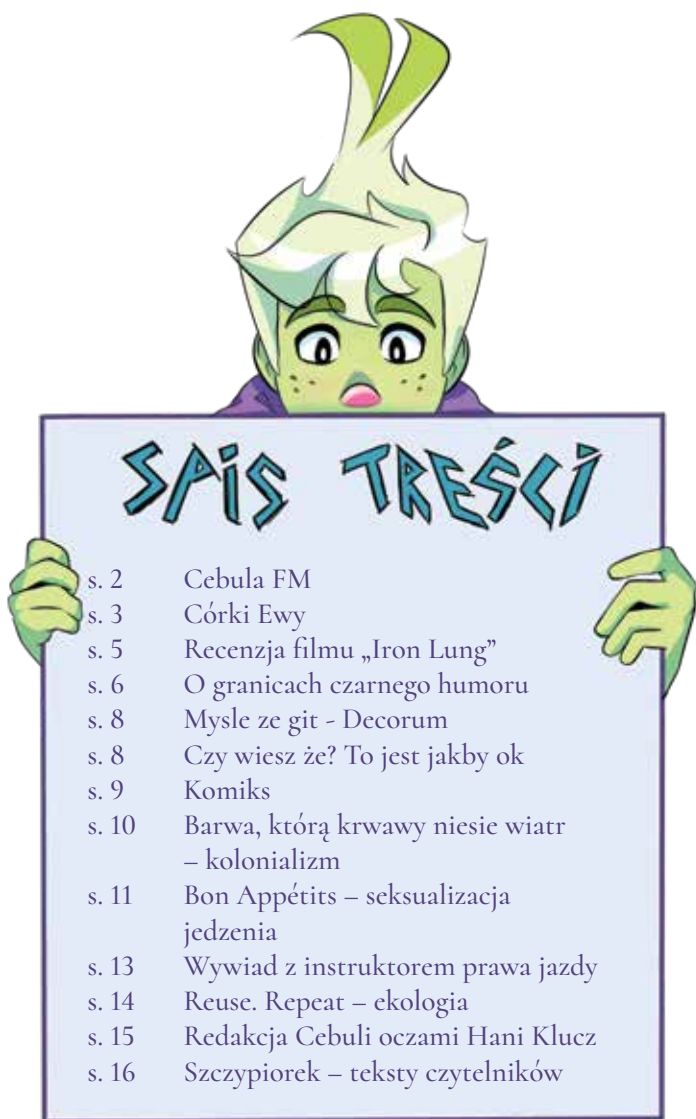 SPIS TREŚCI
s. 2 Cebula FM
s. 3 Córki Ewy
s. 5 Recenzja filmu „Iron Lung”
s. 6 O granicach czarnego humoru
s. 8 Mysle ze git - Decorum
s. 8 Czy wiesz że? To jest jakby ok
s. 9 Komiks
s. 10 Barwa, którą krwawy niesie wiatr
– kolonializm
s. 11 Bon Appétits – seksualizacja
jedzenia
s. 13 Wywiad z instruktorem prawa jazdy
s. 14 Reuse. Repeat – ekologia
s. 15 Redakcja Cebuli oczami Hani Klucz
s. 16 Szczypiorek – teksty czytelników